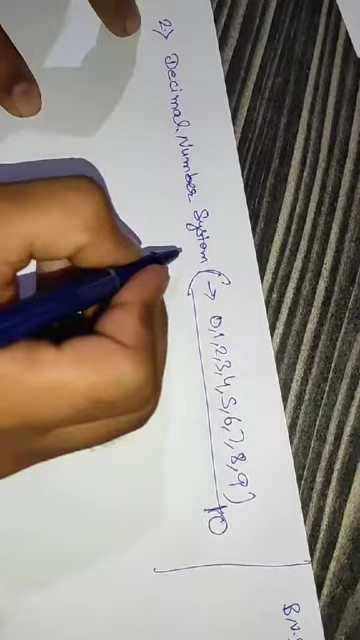 2→ Decimal Number System (→ 0,1,2,3,4,5,6,7,8,9)
10
B.N.